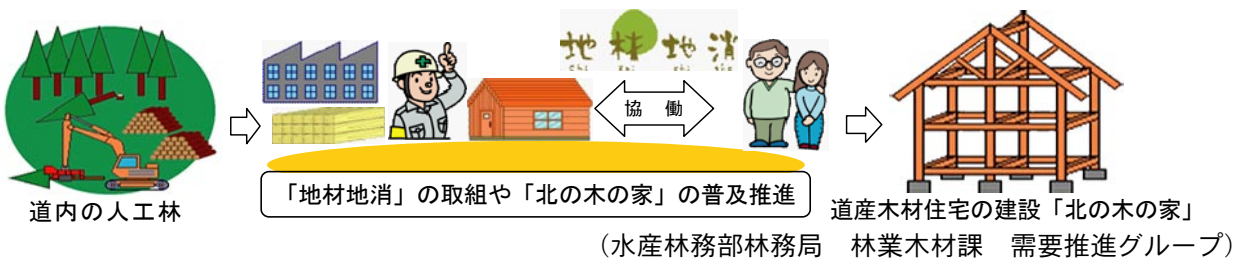 地材地消
chi zai chi shō
協働
「地材地消」の取組や「北の木の家」の普及推進
道内の人工林
道産木材住宅の建設「北の木の家」
(水産林務部林務局　林業木材課　需要推進グループ)